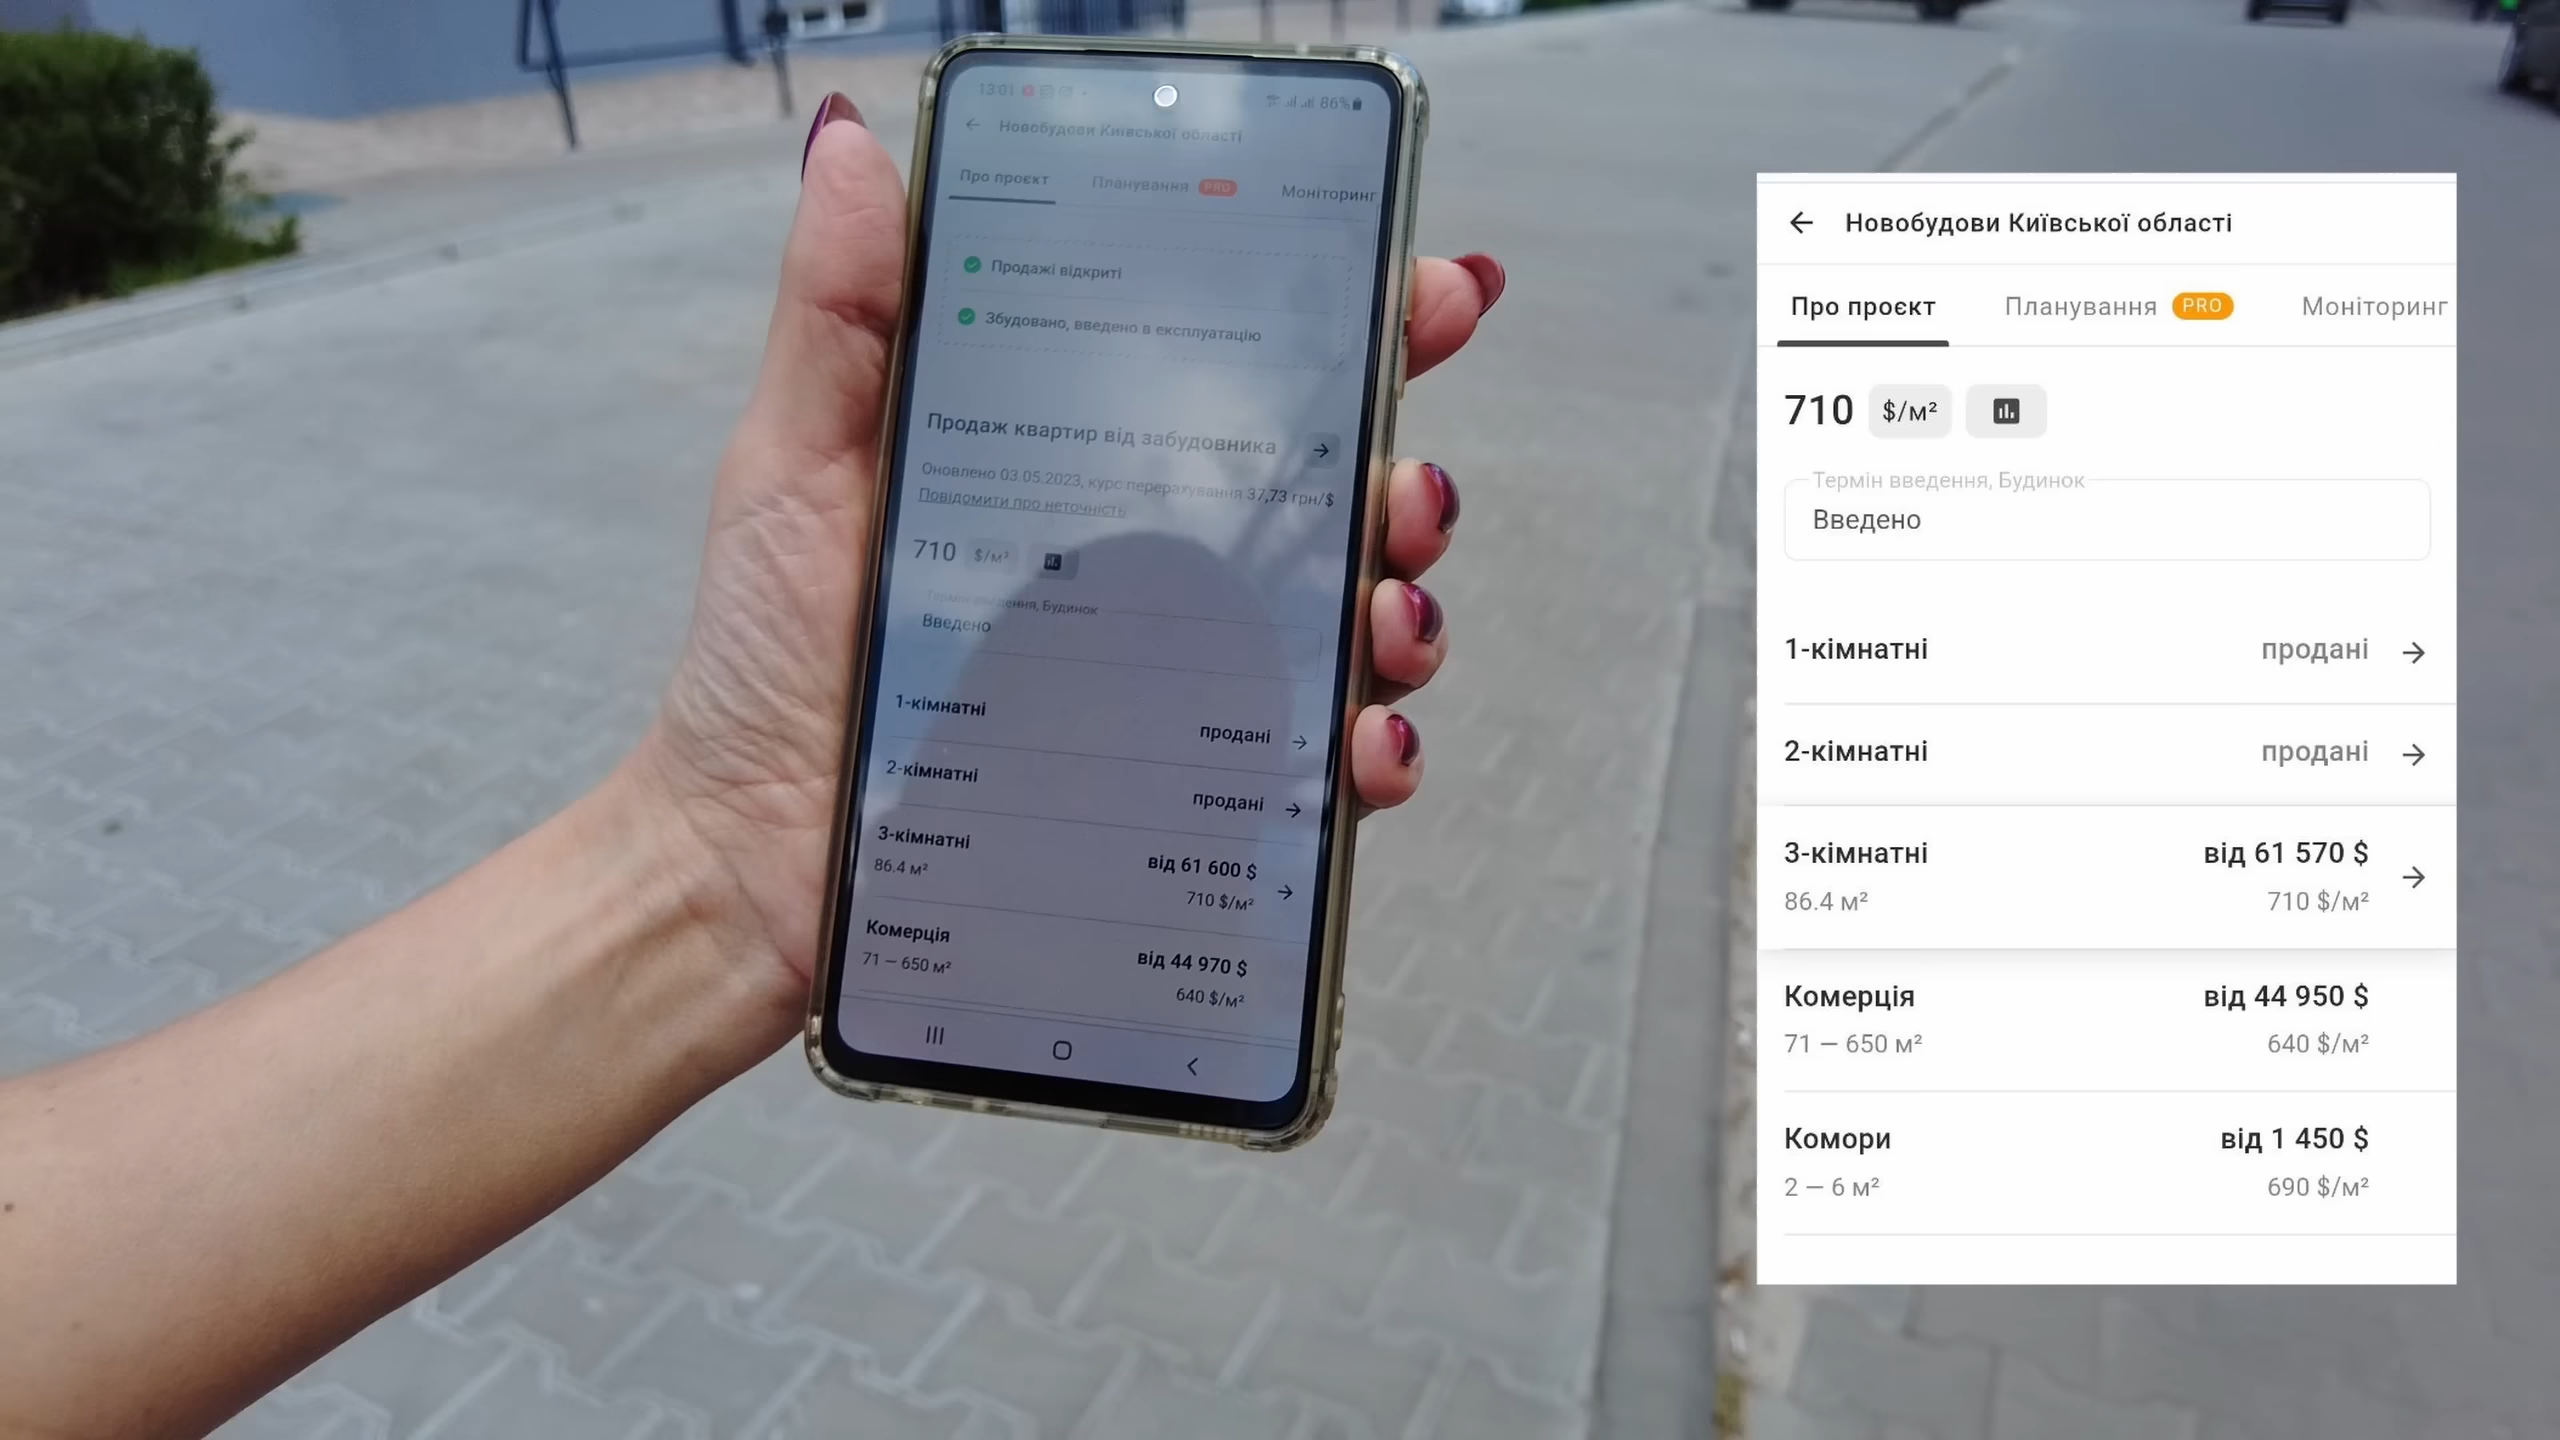 13:01
86%
Новобудови Київської області
Про проєкт Планування PRO Моніторинг
Продажі відкриті
Збудовано, введено в експлуатацію
Продаж квартир від забудовника
Оновлено 03.05.2023, курс перерахування 37,73 грн/$
Повідомити про неточність
710 $/м²
Термін введення, Будинок
Введено
1-кімнатні
продані
2-кімнатні
продані
3-кімнатні
від 61 600 $
86.4 м²
710 $/м²
Комерція
від 44 970 $
71 — 650 м²
640 $/м²
Новобудови Київської області
Про проєкт Планування PRO Моніторинг
710 $/м²
Термін введення, Будинок
Введено
1-кімнатні продані
2-кімнатні продані
3-кімнатні від 61 570 $
86.4 м² 710 $/м²
Комерція від 44 950 $
71 — 650 м² 640 $/м²
Комори від 1 450 $
2 — 6 м² 690 $/м²